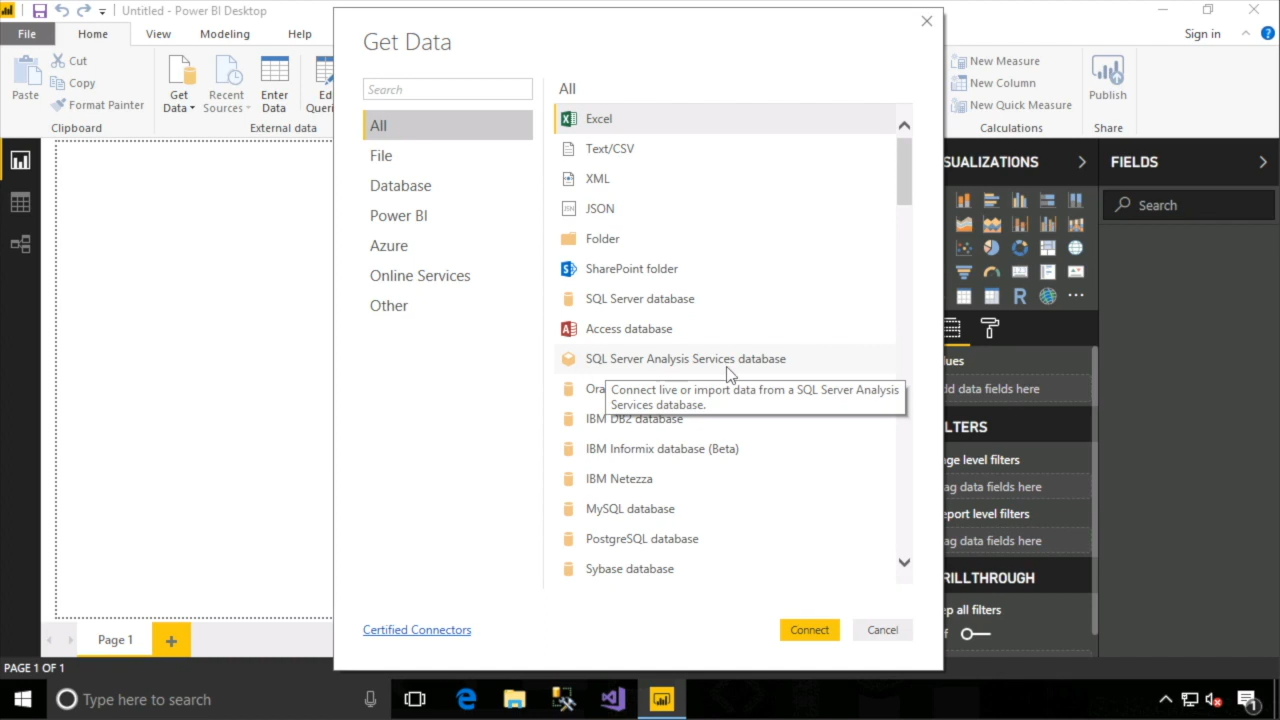 Untitled - Power BI Desktop
File
Home
View
Modeling
Help
Sign in
Paste
Cut
Copy
Format Painter
Clipboard
Get
Data
Recent
Sources
Enter
Data
Ed
Queri
External data
New Measure
New Column
New Quick Measure
Calculations
Publish
Share
Get Data
Search
All
File
Database
Power BI
Azure
Online Services
Other
All
Excel
Text/CSV
XML
JSON
Folder
SharePoint folder
SQL Server database
Access database
SQL Server Analysis Services database
Ora
Connect live or import data from a SQL Server Analysis
Services database.
IBM DB2 database
IBM Informix database (Beta)
IBM Netezza
MySQL database
PostgreSQL database
Sybase database
Certified Connectors
Connect
Cancel
SUALIZATIONS
FIELDS
Search
R
lues
d data fields here
LTERS
ge level filters
ag data fields here
eport level filters
ag data fields here
RILLTHROUGH
ep all filters
f
Page 1
PAGE 1 OF 1
Type here to search
1